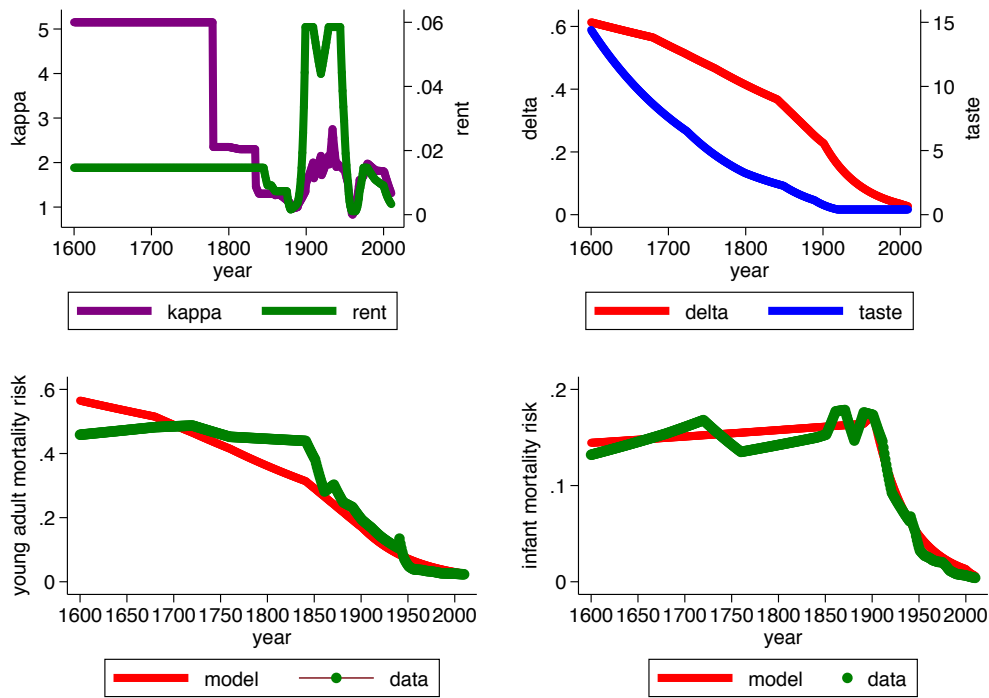 5
4
3
2
1
kappa
.06
.04
.02
0
rent
1600 1700 1800 1900 2000
year
kappa rent
.6
.4
.2
0
delta
15
10
5
0
taste
1600 1700 1800 1900 2000
year
delta taste
.6
.4
.2
0
young adult mortality risk
1600 1650 1700 1750 1800 1850 1900 1950 2000
year
model data
.2
.1
0
infant mortality risk
1600 1650 1700 1750 1800 1850 1900 1950 2000
year
model data